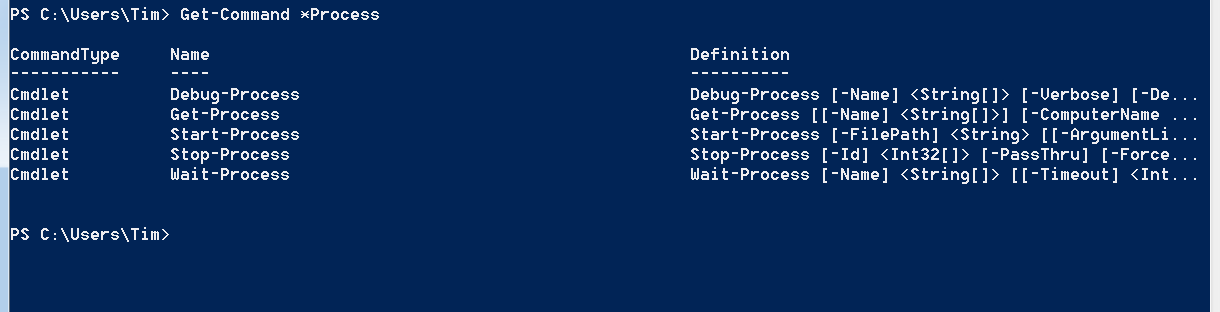 PS C:\Users\Tim> Get-Command *Process
CommandType Name Definition
----------- ---- ----------
Cmdlet Debug-Process Debug-Process [-Name] <String[]> [-Verbose] [-De...
Cmdlet Get-Process Get-Process [[-Name] <String[]>] [-ComputerName ...
Cmdlet Start-Process Start-Process [-FilePath] <String> [[-ArgumentLi...
Cmdlet Stop-Process Stop-Process [-Id] <Int32[]> [-PassThru] [-Force...
Cmdlet Wait-Process Wait-Process [-Name] <String[]> [[-Timeout] <Int...
PS C:\Users\Tim>